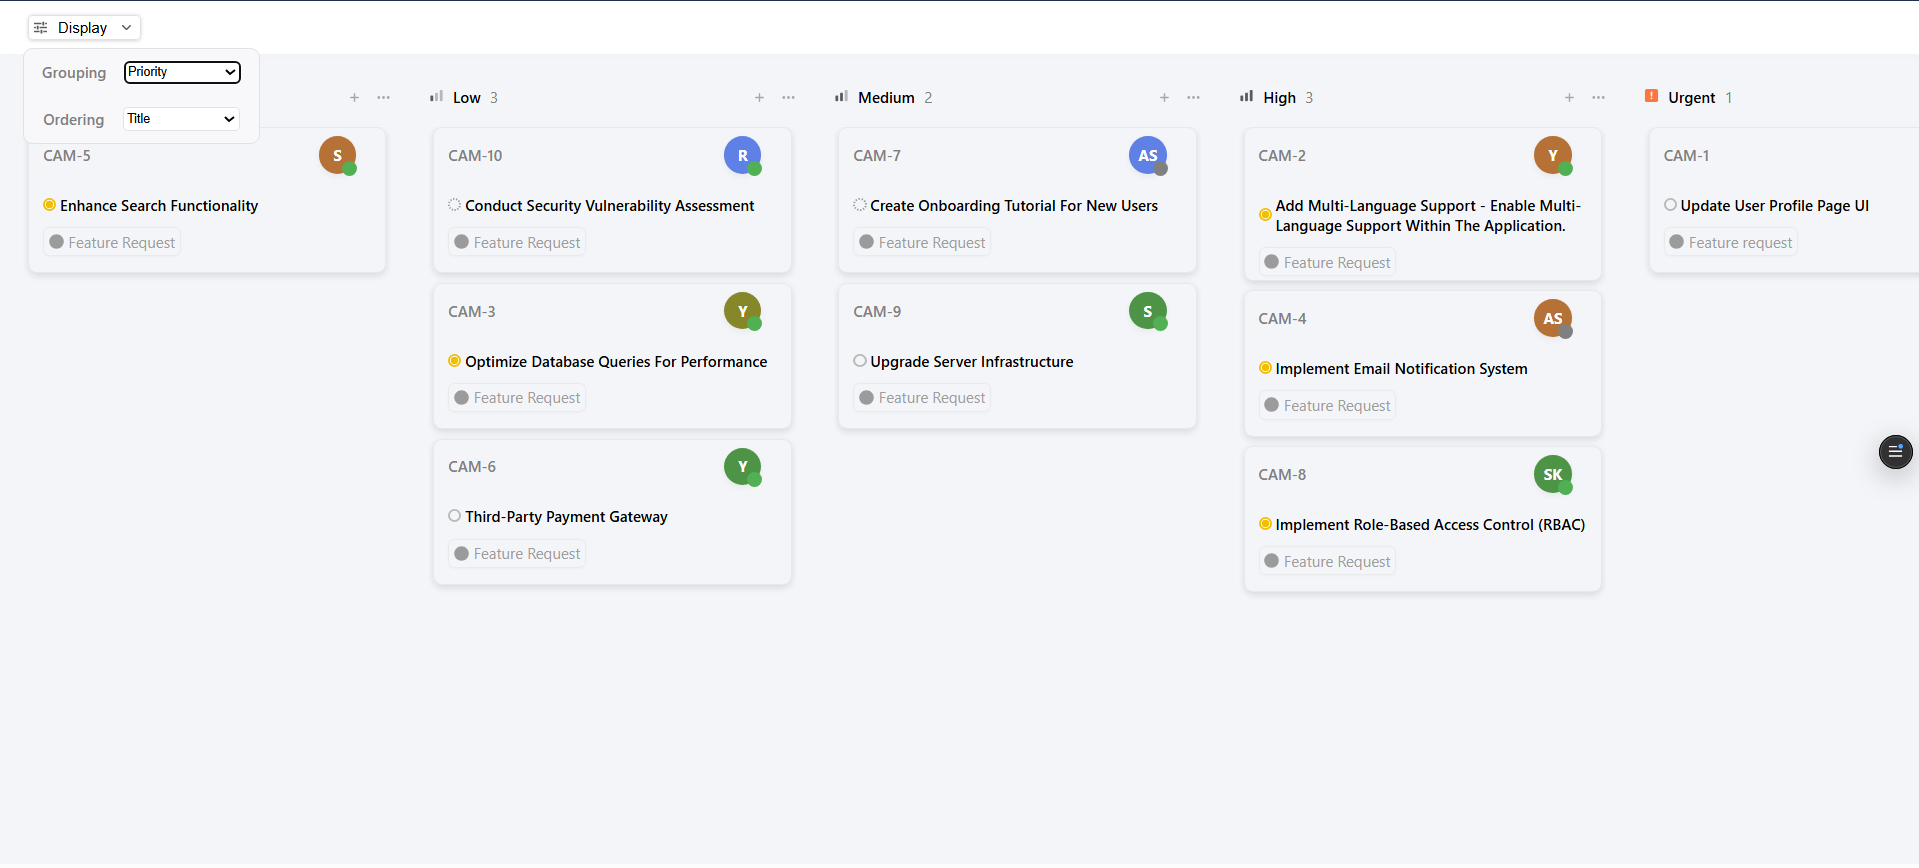 Display
Grouping Priority
Ordering Title
CAM-5
S
Enhance Search Functionality
Feature Request
Low 3
CAM-10
R
Conduct Security Vulnerability Assessment
Feature Request
CAM-3
Y
Optimize Database Queries For Performance
Feature Request
CAM-6
Y
Third-Party Payment Gateway
Feature Request
Medium 2
CAM-7
AS
Create Onboarding Tutorial For New Users
Feature Request
CAM-9
S
Upgrade Server Infrastructure
Feature Request
High 3
CAM-2
Y
Add Multi-Language Support - Enable Multi-
Language Support Within The Application.
Feature Request
CAM-4
AS
Implement Email Notification System
Feature Request
CAM-8
SK
Implement Role-Based Access Control (RBAC)
Feature Request
Urgent 1
CAM-1
Update User Profile Page UI
Feature request